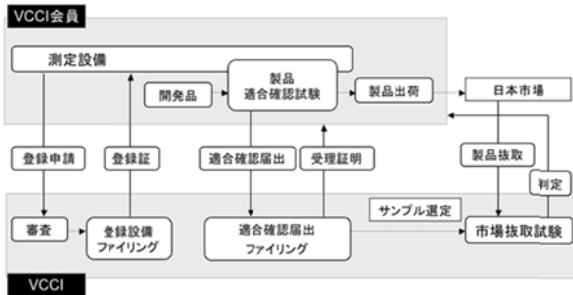 VCCI会員
測定設備
開発品
製品
適合確認試験
製品出荷
日本市場
登録申請
登録証
適合確認届出
受理証明
製品抜取
判定
サンプル選定
審査
登録設備
ファイリング
適合確認届出
ファイリング
市場抜取試験
VCCI